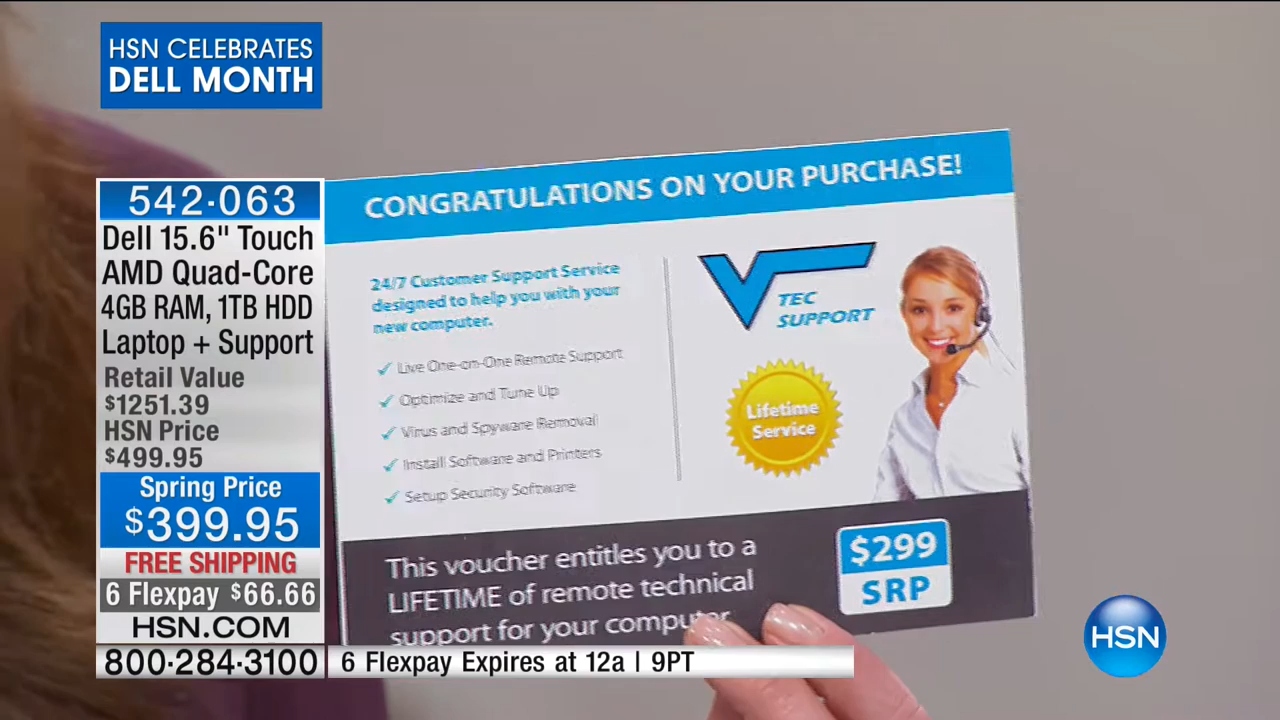 HSN CELEBRATES
DELL MONTH
542-063
Dell 15.6" Touch
AMD Quad-Core
4GB RAM, 1TB HDD
Laptop + Support
Retail Value
$1251.39
HSN Price
$499.95
Spring Price
$399.95
FREE SHIPPING
6 Flexpay $66.66
HSN.COM
800-284-3100
6 Flexpay Expires at 12a | 9PT
CONGRATULATIONS ON YOUR PURCHASE!
24/7 Customer Support Service
designed to help you with your
new computer.
✓ Live One-on-One Remote Support
✓ Optimize and Tune Up
✓ Virus and Spyware Removal
✓ Install Software and Printers
✓ Setup Security Software
V
TEC
SUPPORT
Lifetime
Service
This voucher entitles you to a
LIFETIME of remote technical
support for your computer
$299
SRP
HSN